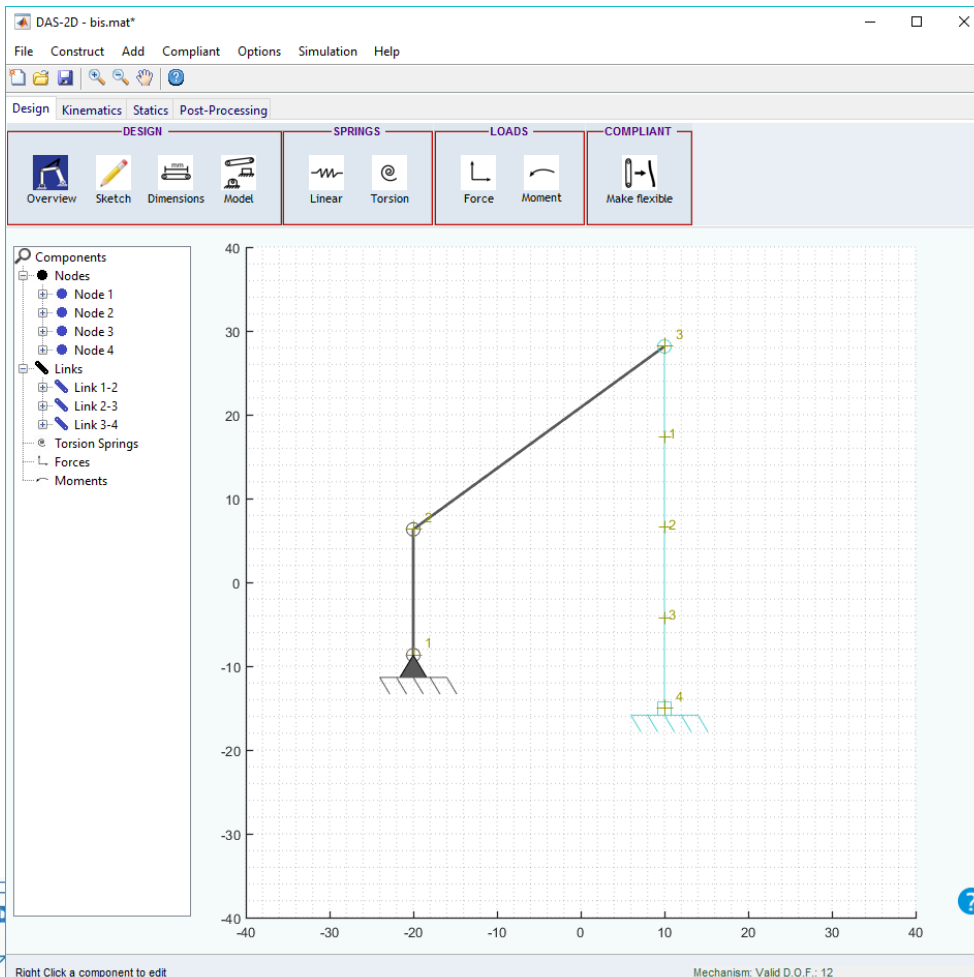 DAS-2D - bis.mat*
File Construct Add Compliant Options Simulation Help
Design Kinematics Statics Post-Processing
DESIGN SPRINGS LOADS COMPLIANT
mm
Overview Sketch Dimensions Model Linear Torsion Force Moment Make flexible
Components
Nodes
Node 1
Node 2
Node 3
Node 4
Links
Link 1-2
Link 2-3
Link 3-4
Torsion Springs
Forces
Moments
40
30
20
10
0
-10
-20
-30
-40
3
1
2
2
3
1
4
-40 -30 -20 -10 0 10 20 30 40
?
Right Click a component to edit
Mechanism: Valid D.O.F.: 12